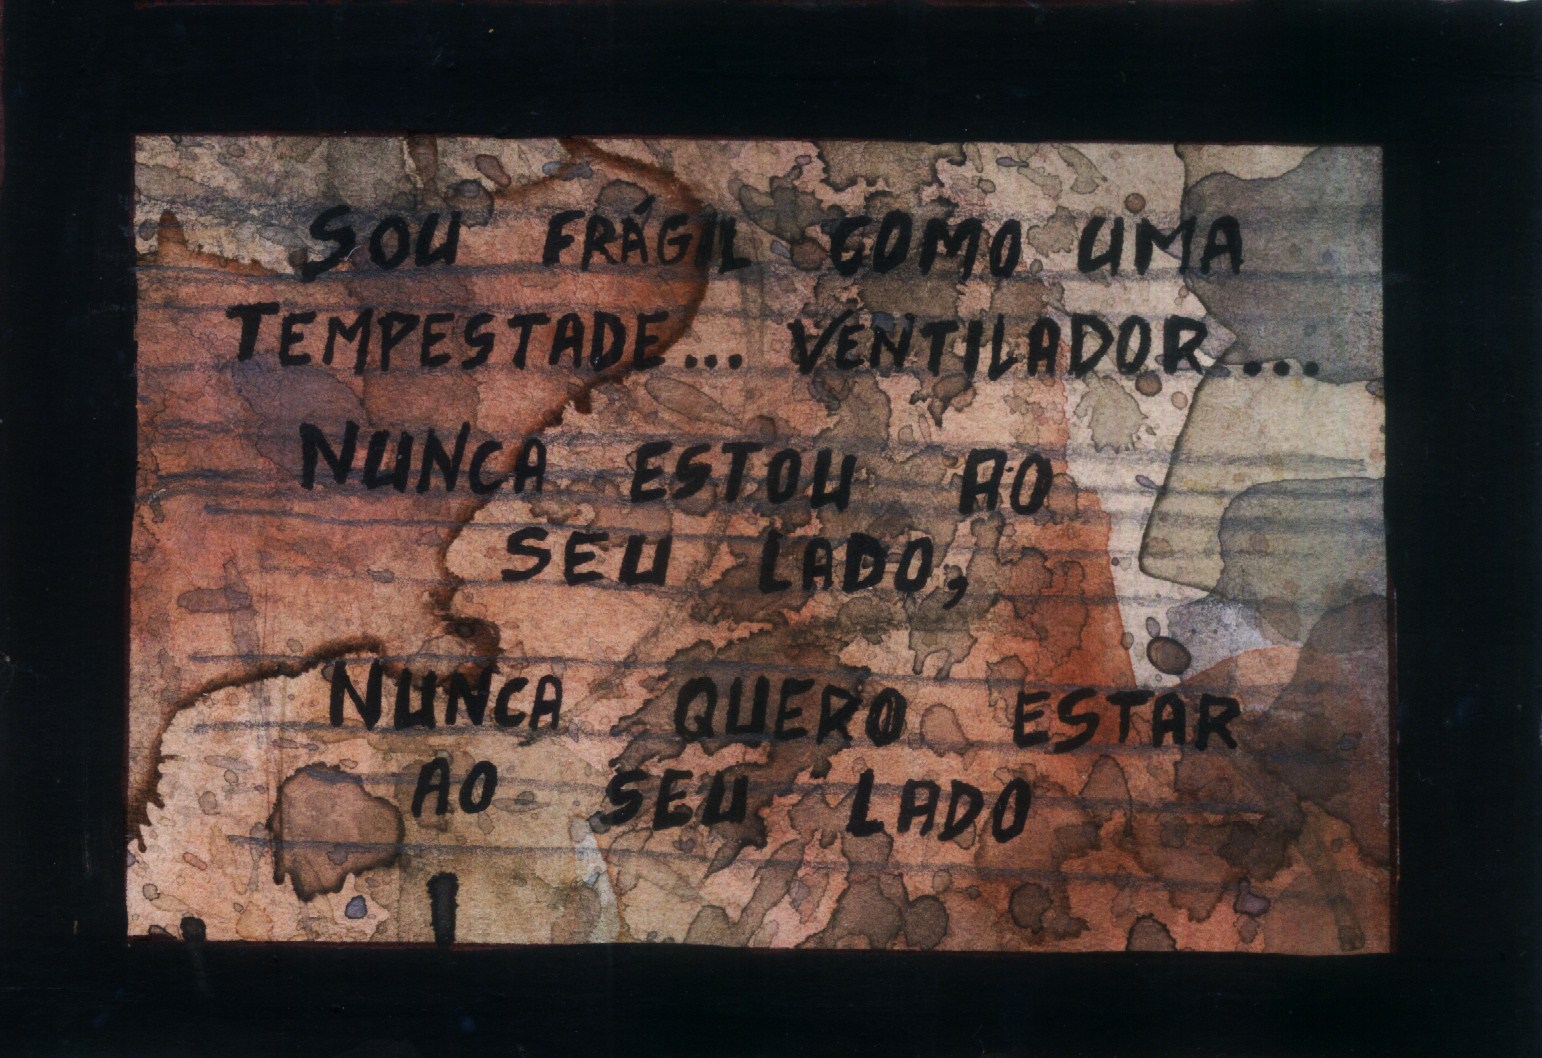 SOU FRÁGIL COMO UMA
TEMPESTADE... VENTILADOR...
NUNCA ESTOU AO
SEU LADO,
NUNCA QUERO ESTAR
AO SEU LADO